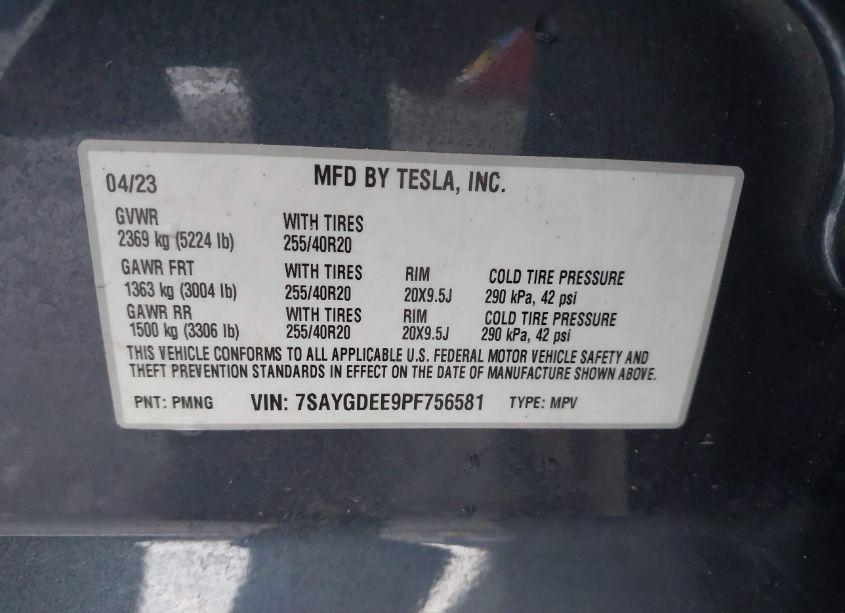 04/23 MFD BY TESLA, INC.
GVWR WITH TIRES
2369 kg (5224 lb) 255/40R20
GAWR FRT WITH TIRES RIM COLD TIRE PRESSURE
1363 kg (3004 lb) 255/40R20 20X9.5J 290 kPa, 42 psi
GAWR RR WITH TIRES RIM COLD TIRE PRESSURE
1500 kg (3306 lb) 255/40R20 20X9.5J 290 kPa, 42 psi
THIS VEHICLE CONFORMS TO ALL APPLICABLE U.S. FEDERAL MOTOR VEHICLE SAFETY AND
THEFT PREVENTION STANDARDS IN EFFECT ON THE DATE OF MANUFACTURE SHOWN ABOVE.
PNT: PMNG VIN: 7SAYGDEE9PF756581 TYPE: MPV